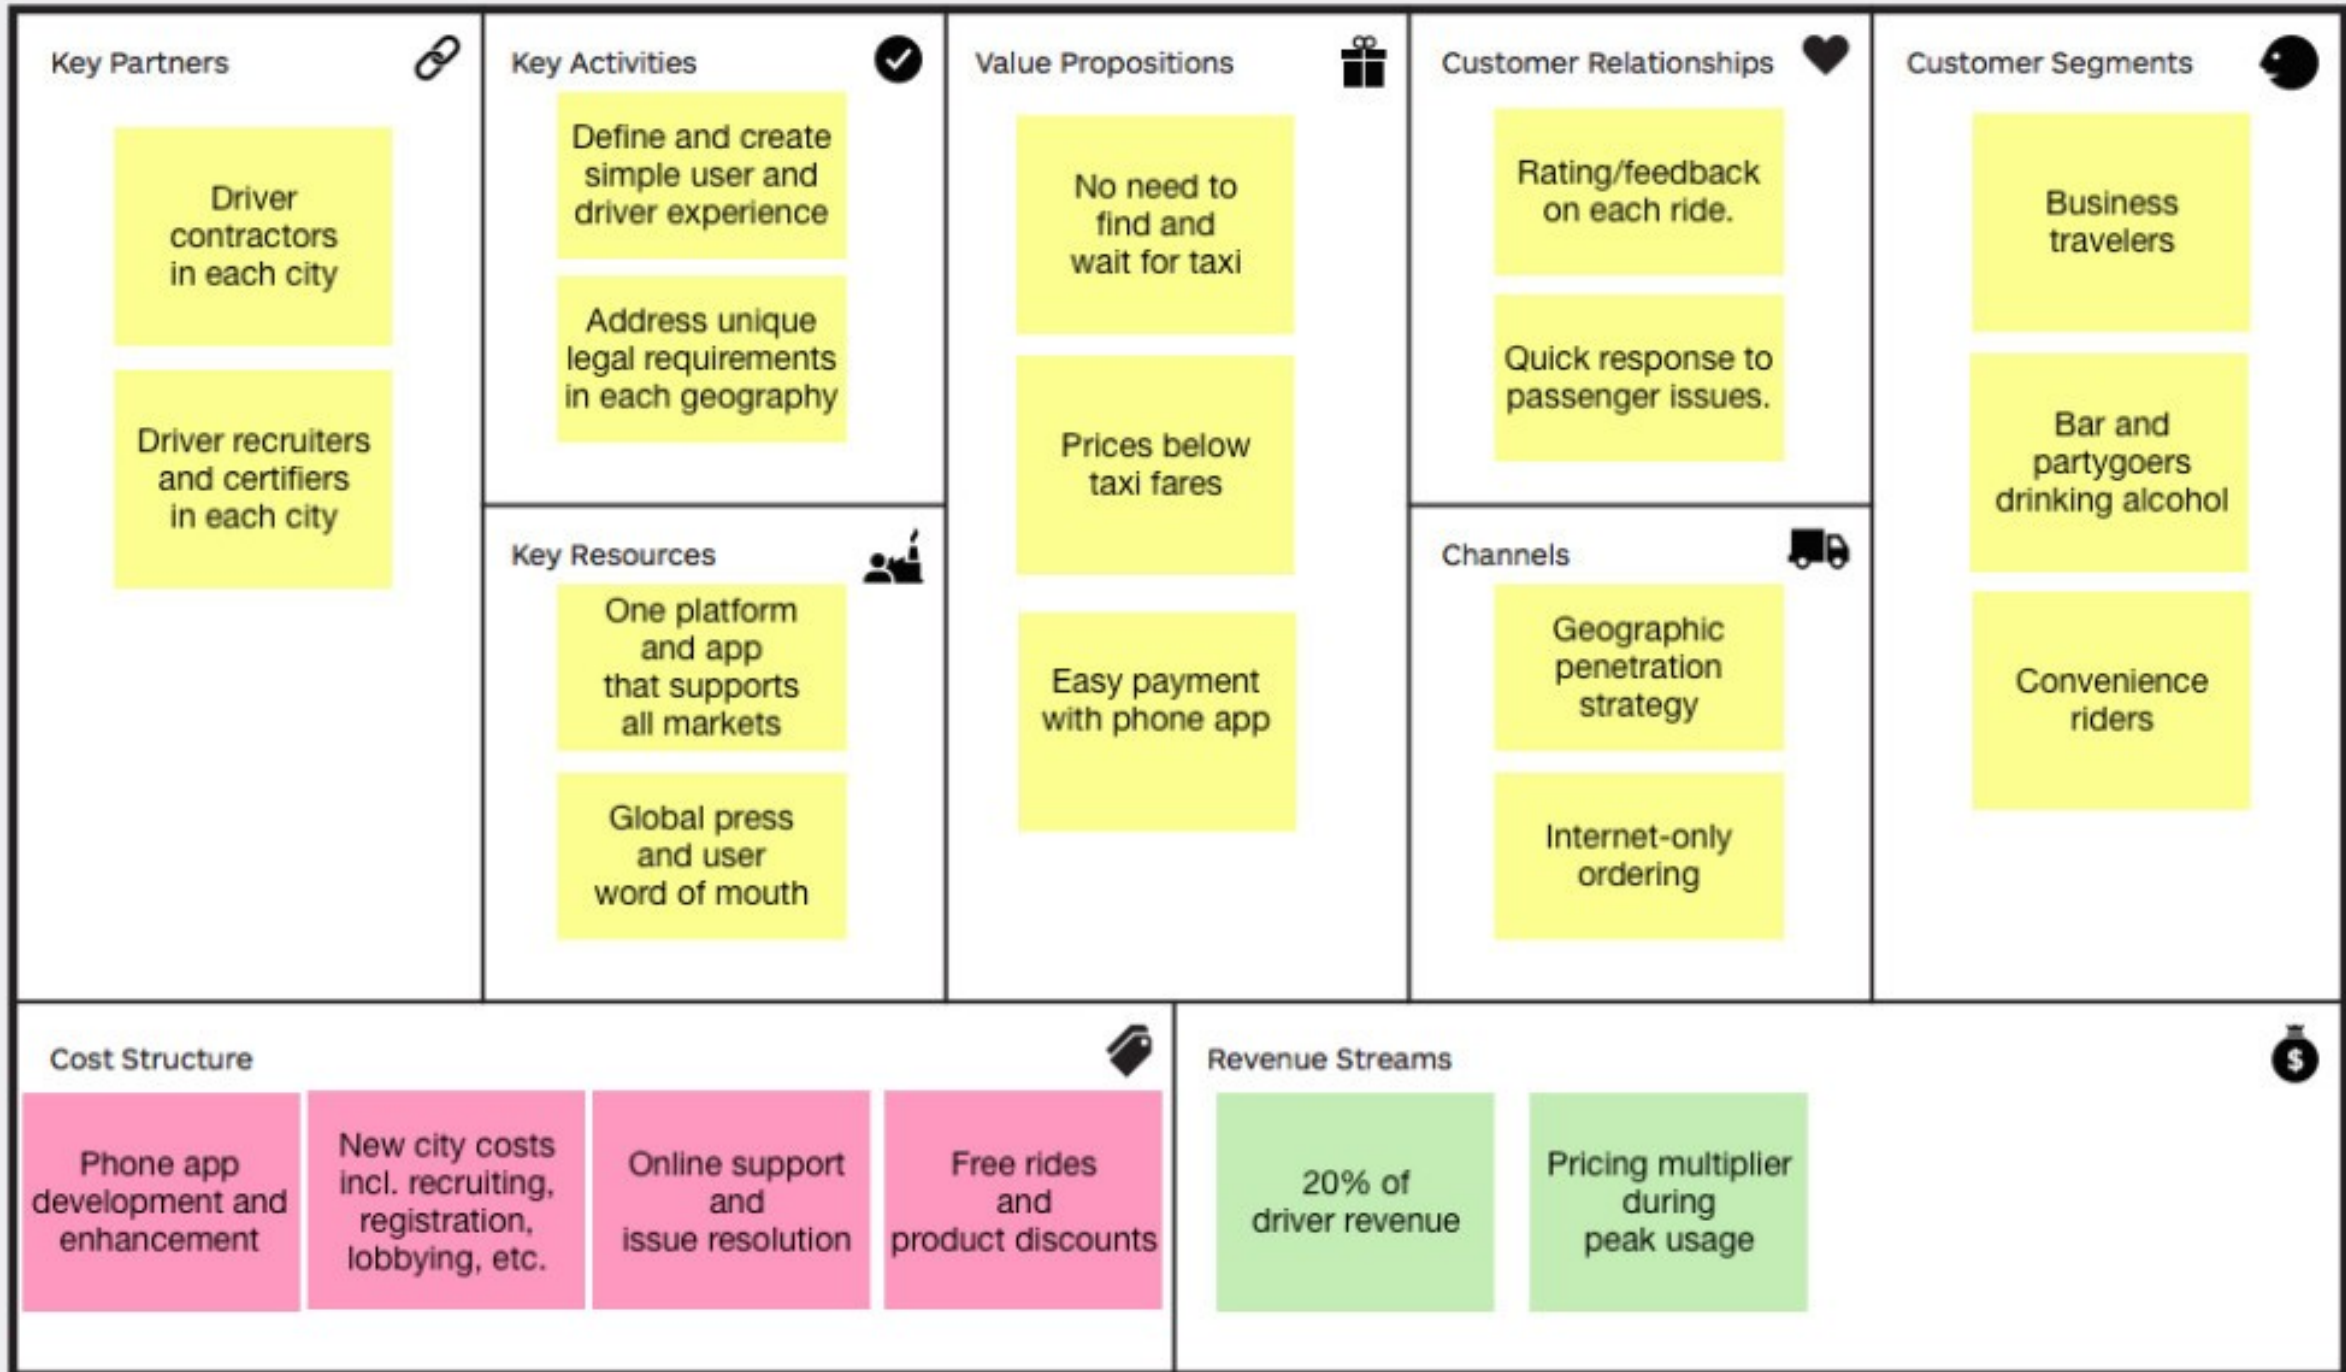 Key Partners
Driver
contractors
in each city
Driver recruiters
and certifiers
in each city
Key Activities
Define and create
simple user and
driver experience
Address unique
legal requirements
in each geography
Key Resources
One platform
and app
that supports
all markets
Global press
and user
word of mouth
Value Propositions
No need to
find and
wait for taxi
Prices below
taxi fares
Easy payment
with phone app
Customer Relationships
Rating/feedback
on each ride.
Quick response to
passenger issues.
Channels
Geographic
penetration
strategy
Internet-only
ordering
Customer Segments
Business
travelers
Bar and
partygoers
drinking alcohol
Convenience
riders
Cost Structure
Phone app
development and
enhancement
New city costs
incl. recruiting,
registration,
lobbying, etc.
Online support
and
issue resolution
Free rides
and
product discounts
Revenue Streams
$
20% of
driver revenue
Pricing multiplier
during
peak usage